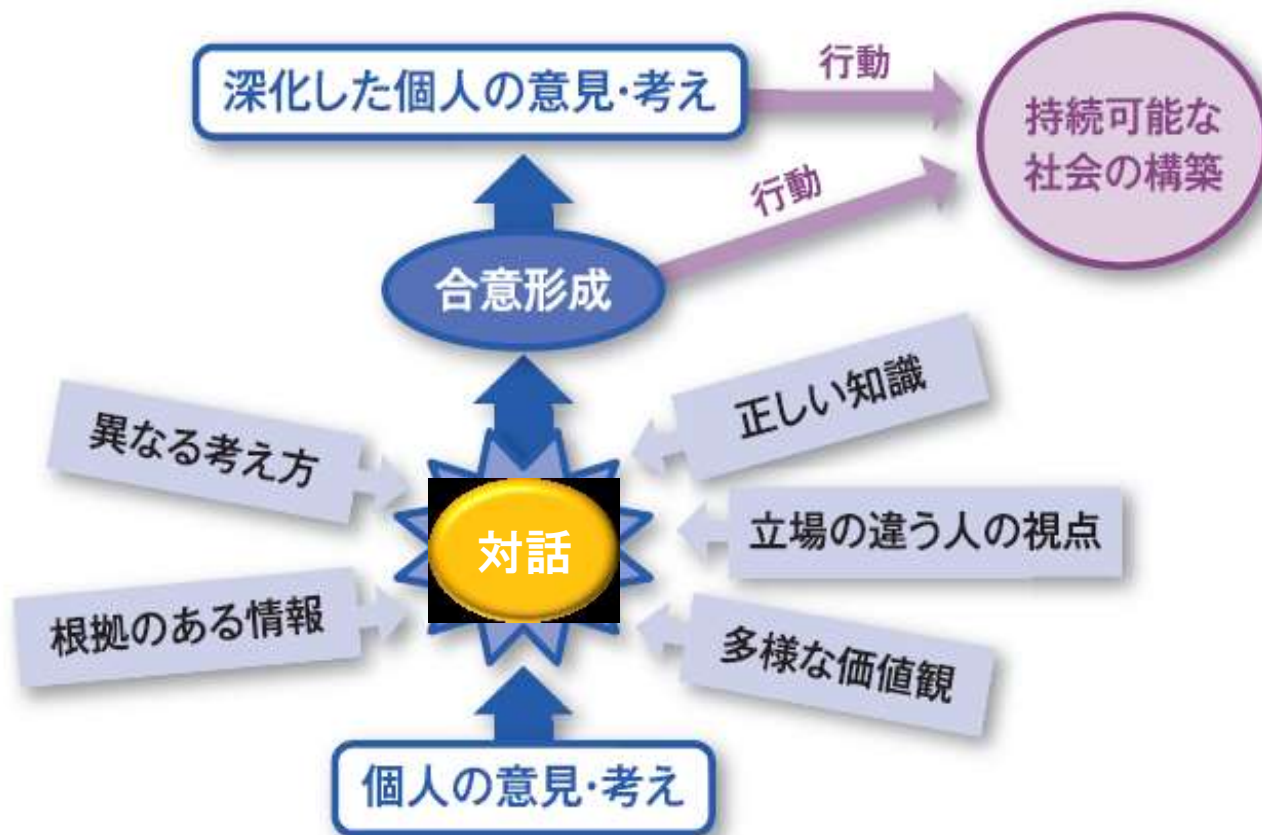 深化した個人の意見・考え
行動
持続可能な
社会の構築
行動
合意形成
異なる考え方
正しい知識
対話
立場の違う人の視点
根拠のある情報
多様な価値観
個人の意見・考え